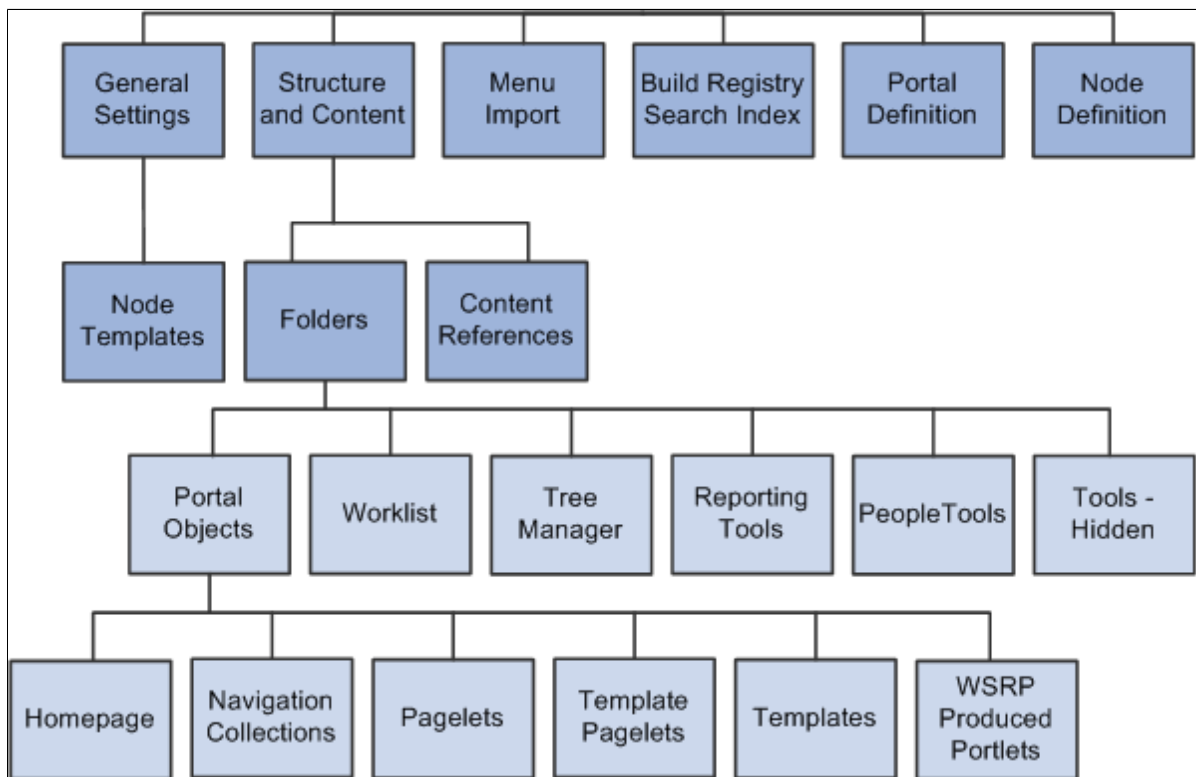 General
Settings
Structure
and Content
Menu
Import
Build Registry
Search Index
Portal
Definition
Node
Definition
Node
Templates
Folders
Content
References
Portal
Objects
Worklist
Tree
Manager
Reporting
Tools
PeopleTools
Tools -
Hidden
Homepage
Navigation
Collections
Pagelets
Template
Pagelets
Templates
WSRP
Produced
Portlets